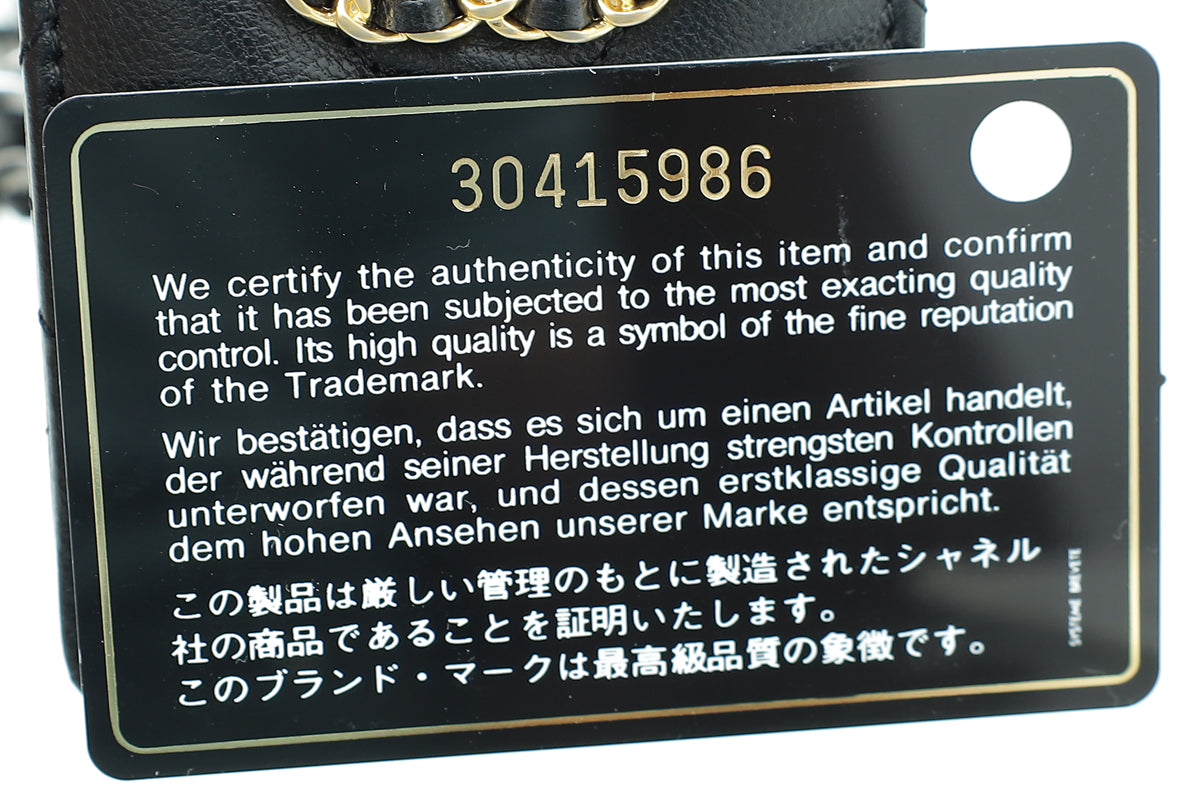 30415986
We certify the authenticity of this item and confirm
that it has been subjected to the most exacting quality
control. Its high quality is a symbol of the fine reputation
of the Trademark.
Wir bestätigen, dass es sich um einen Artikel handelt,
der während seiner Herstellung strengsten Kontrollen
unterworfen war, und dessen erstklassige Qualität
dem hohen Ansehen unserer Marke entspricht.
この製品は厳しい管理のもとに製造されたシャネル
社の商品であることを証明いたします。
このブランド・マークは最高級品質の象徴です。
SYSTEME BREVETE